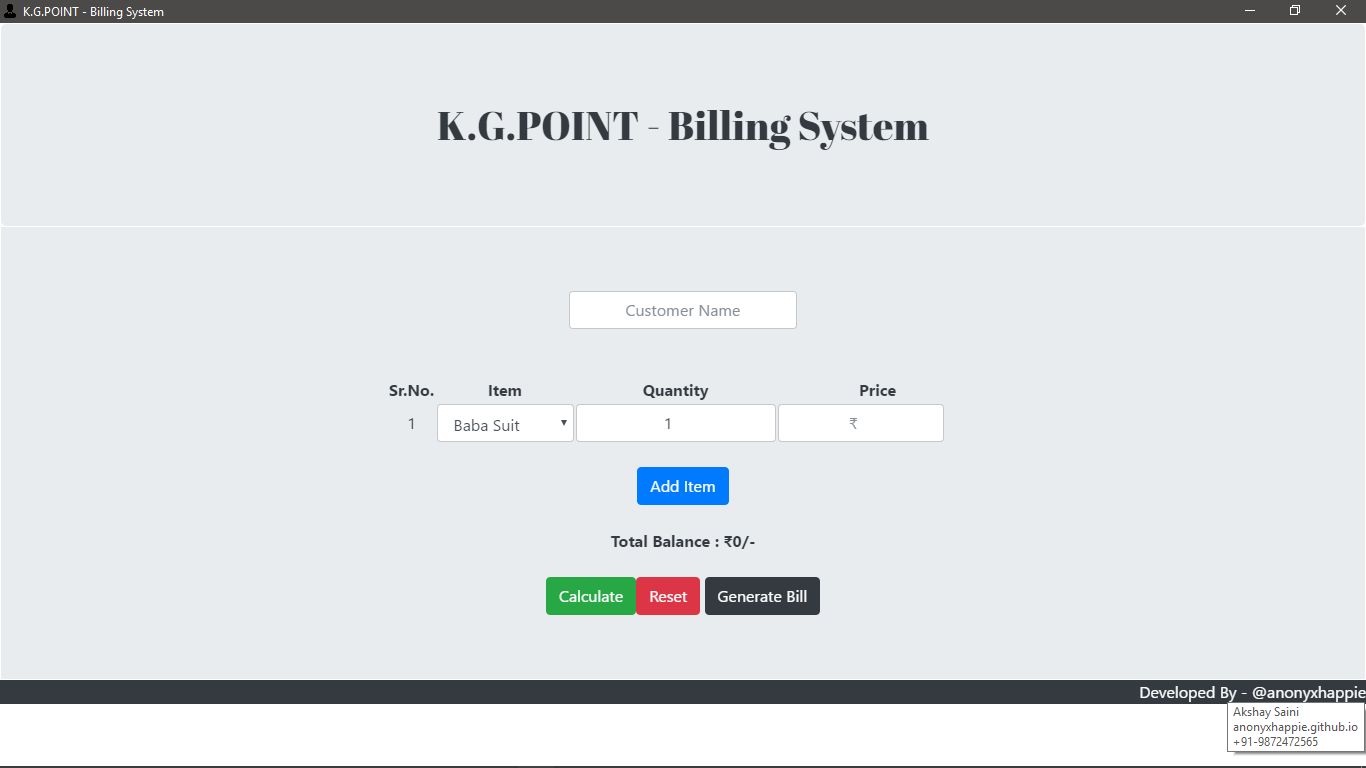 K.G.POINT - Billing System
K.G.POINT - Billing System
Customer Name
Sr.No. Item Quantity Price
1 Baba Suit 1 ₹
Add Item
Total Balance : ₹0/-
Calculate Reset Generate Bill
Developed By - @anonyxhappie
Akshay Saini
anonyxhappie.github.io
+91-9872472565